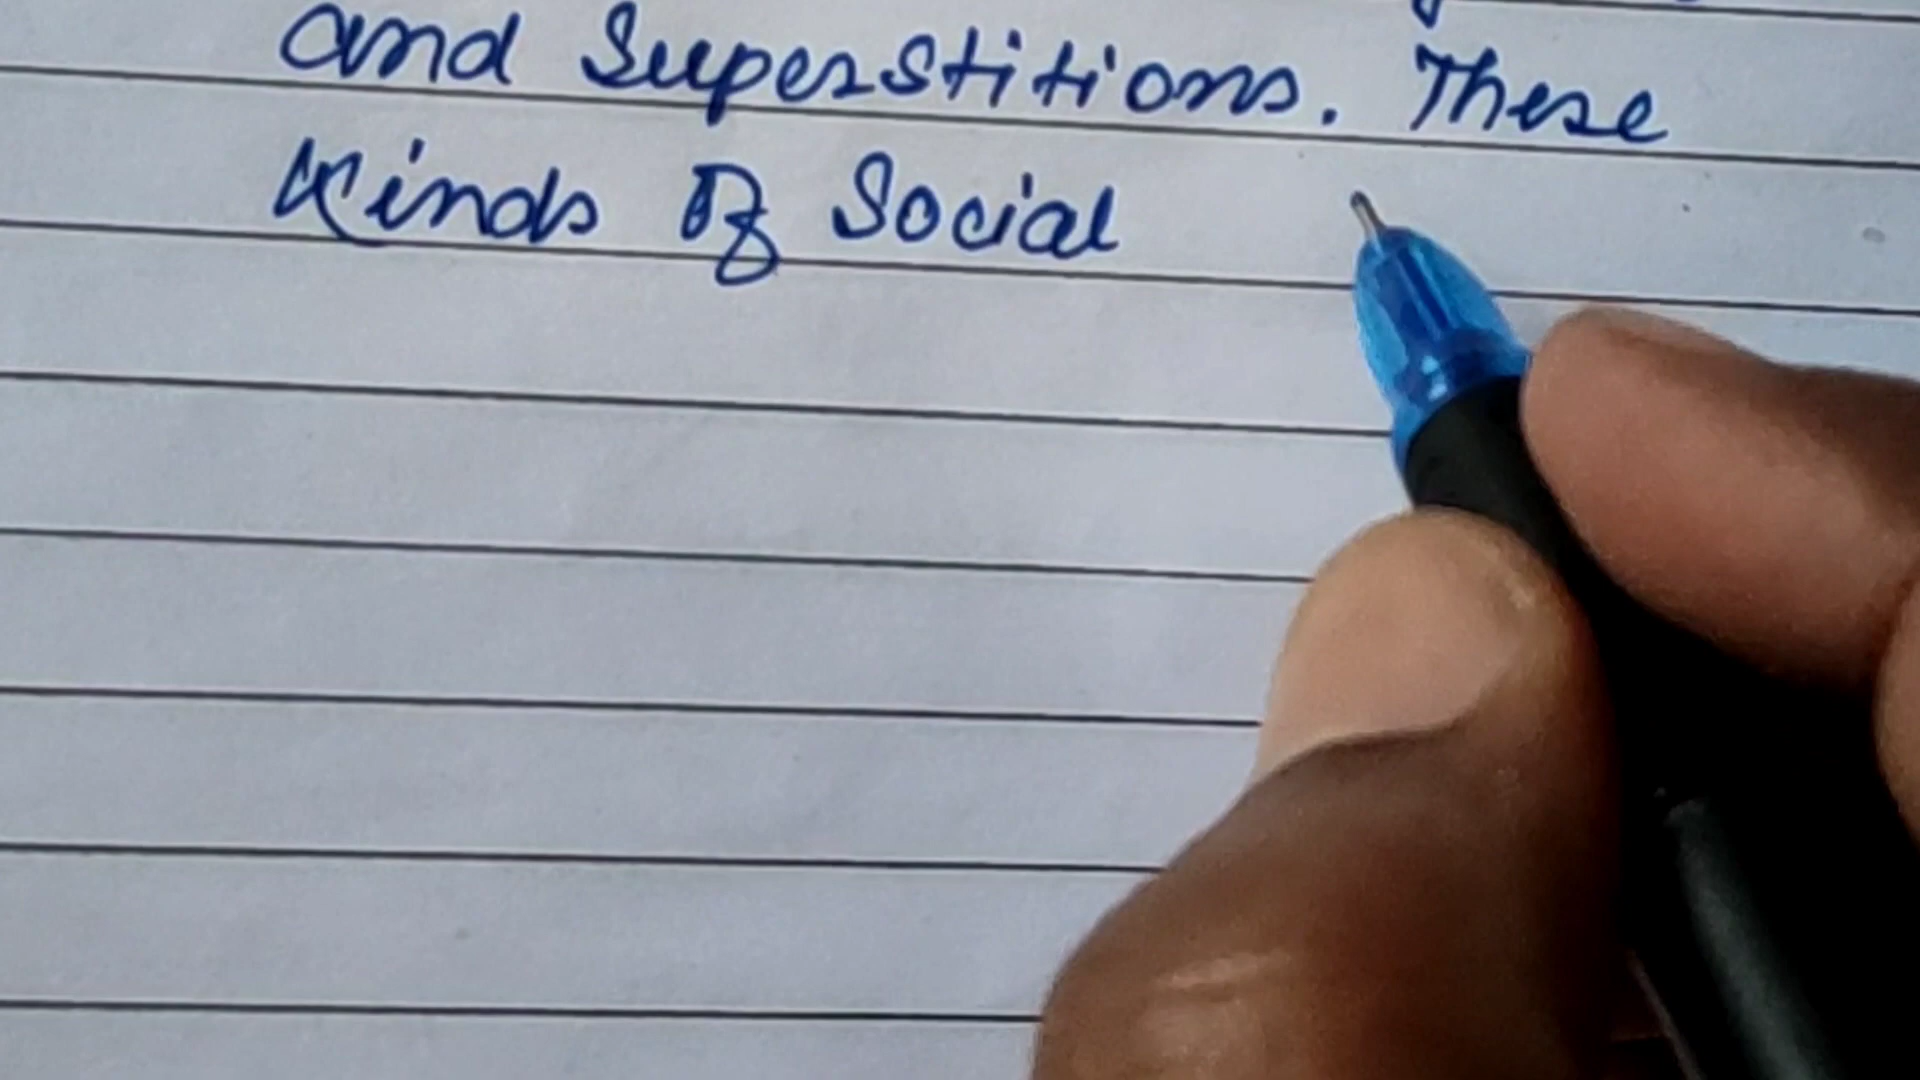 and Superstitions. These
Kinds Of Social